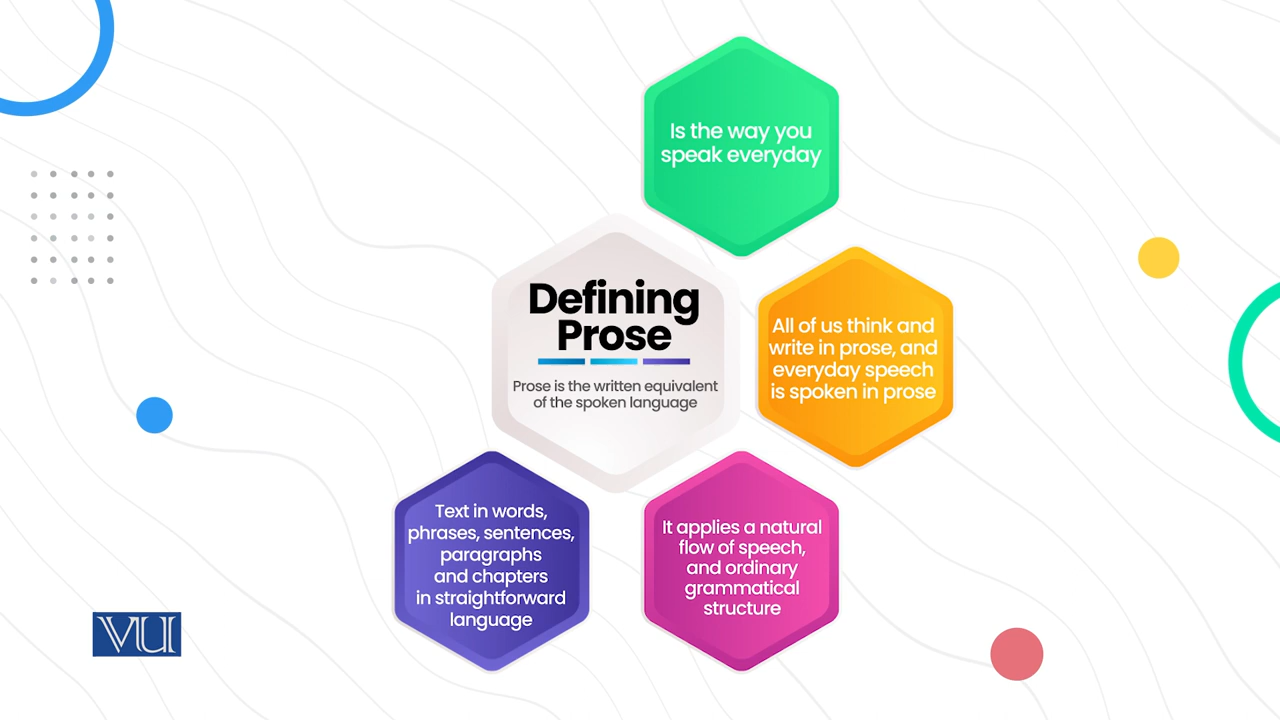 Is the way you
speak everyday
Defining
Prose
Prose is the written equivalent
of the spoken language
All of us think and
write in prose, and
everyday speech
is spoken in prose
Text in words,
phrases, sentences,
paragraphs
and chapters
in straightforward
language
It applies a natural
flow of speech,
and ordinary
grammatical
structure
VU